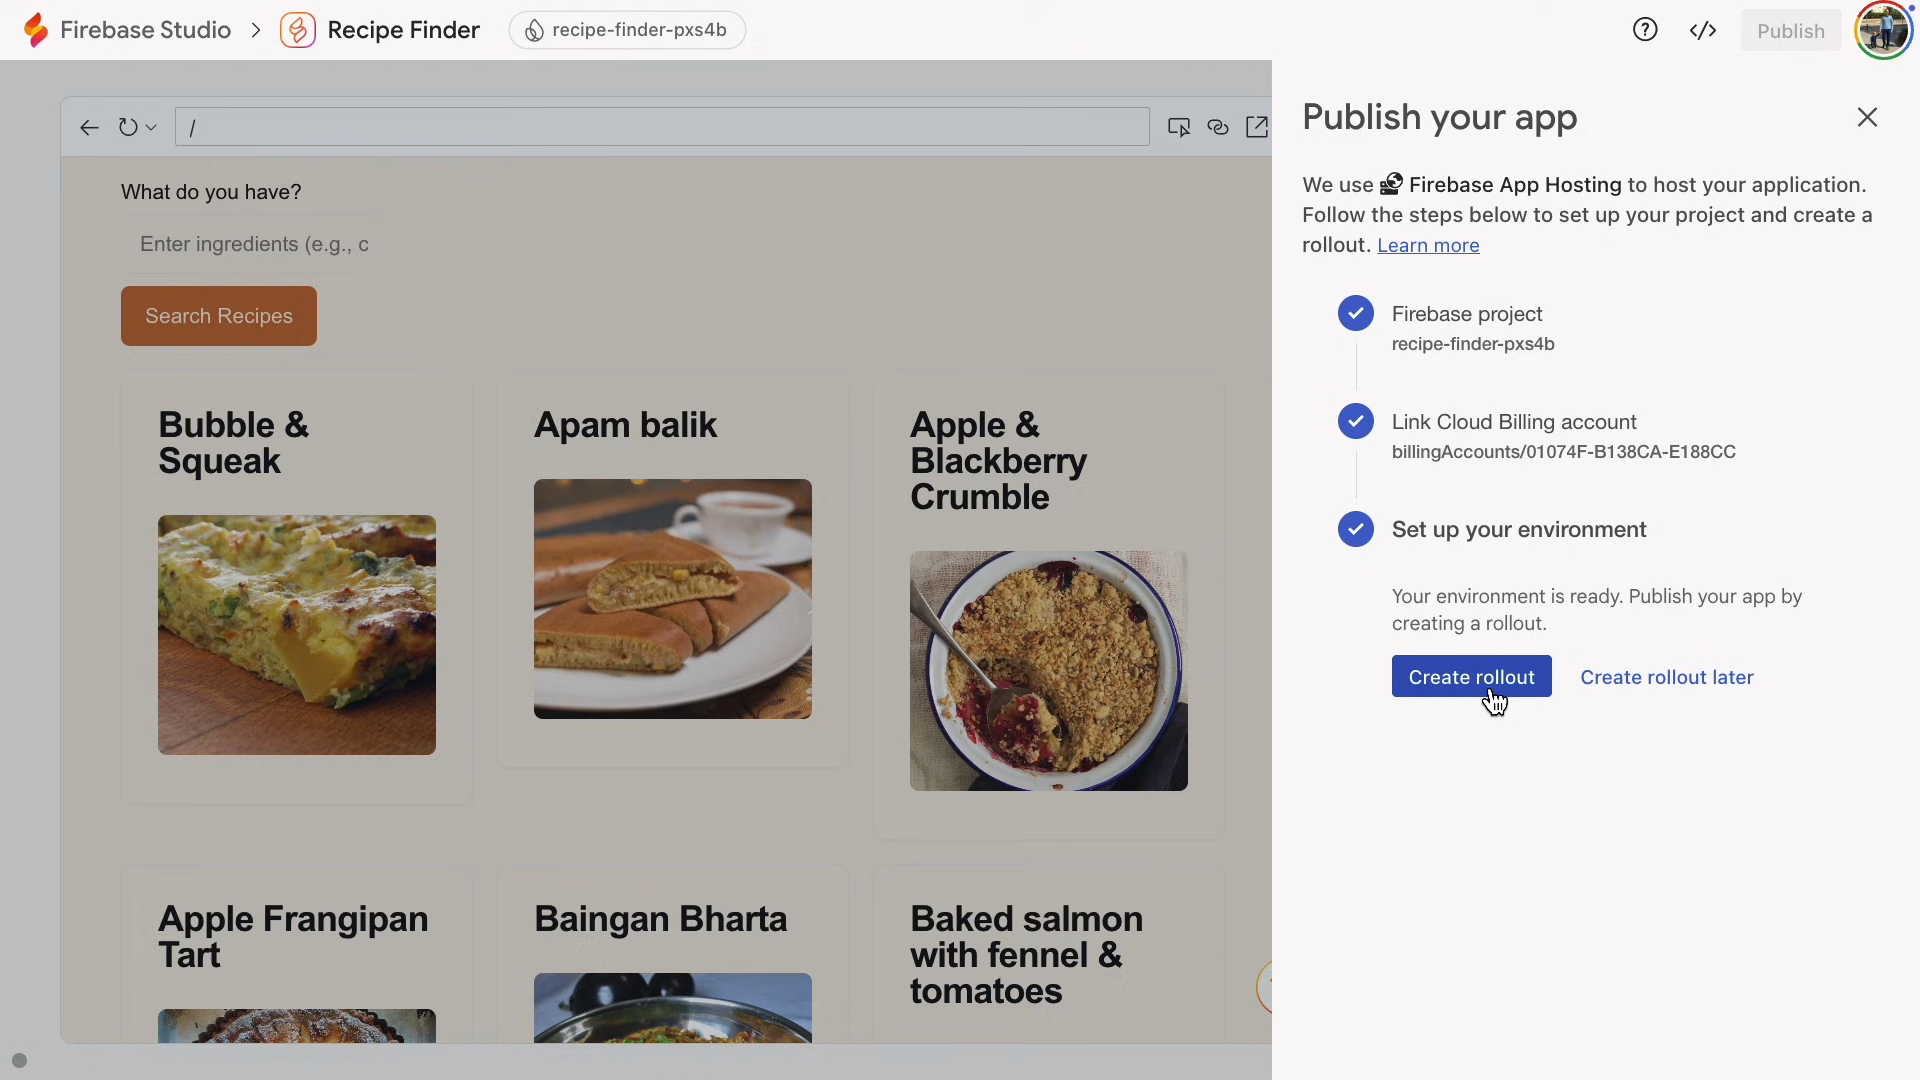 Firebase Studio
Recipe Finder
recipe-finder-pxs4b
</>
Publish
/
What do you have?
Enter ingredients (e.g., c
Search Recipes
Bubble &
Squeak
Apam balik
Apple &
Blackberry
Crumble
Apple Frangipan
Tart
Baingan Bharta
Baked salmon
with fennel &
tomatoes
Publish your app
We use Firebase App Hosting to host your application.
Follow the steps below to set up your project and create a
rollout. Learn more
Firebase project
recipe-finder-pxs4b
Link Cloud Billing account
billingAccounts/01074F-B138CA-E188CC
Set up your environment
Your environment is ready. Publish your app by
creating a rollout.
Create rollout
Create rollout later